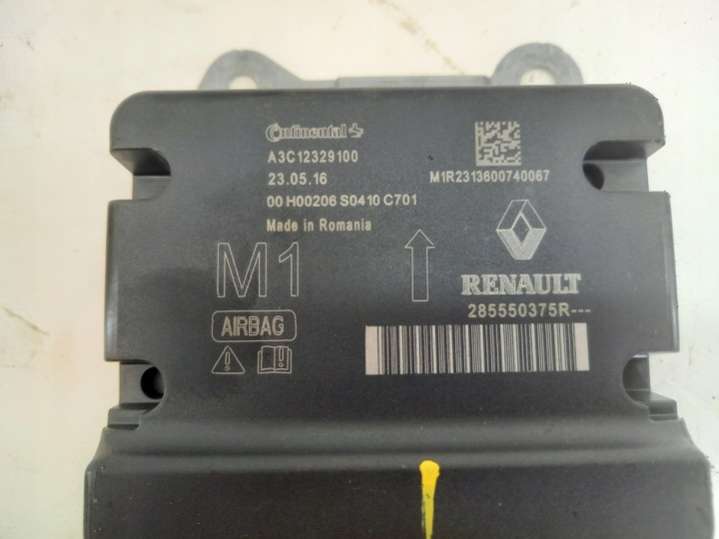 Continental
A3C12329100
23.05.16
00 H00206 S0410 C701
Made in Romania
M1R2313600740067
M1
AIRBAG
RENAULT
285550375R---